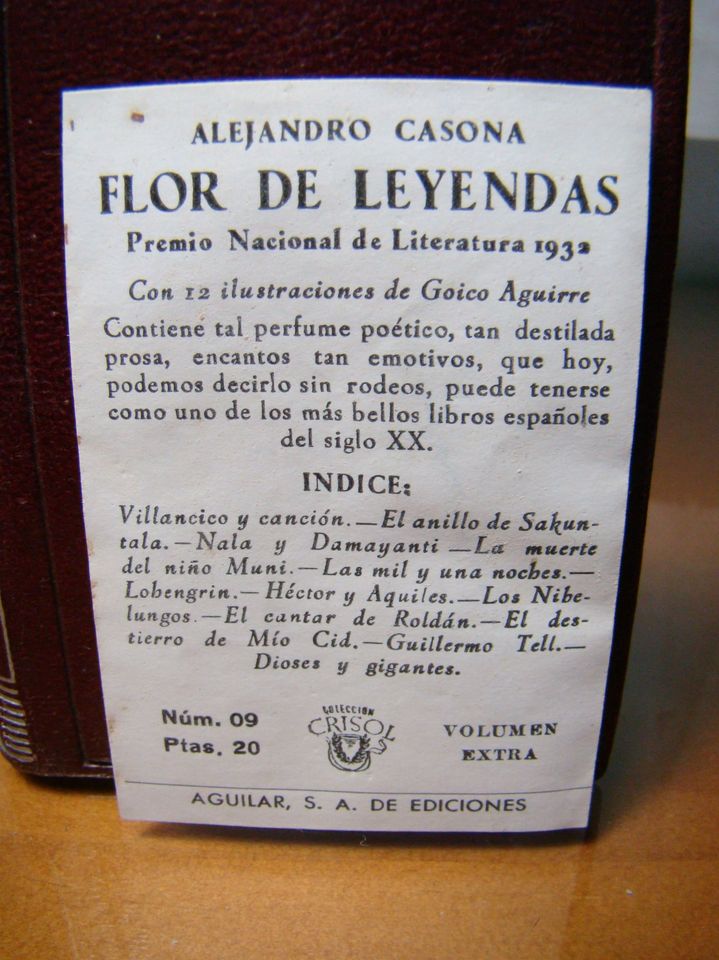 ALEJANDRO CASONA
FLOR DE LEYENDAS
Premio Nacional de Literatura 1932
Con 12 ilustraciones de Goico Aguirre
Contiene tal perfume poético, tan destilada
prosa, encantos tan emotivos, que hoy,
podemos decirlo sin rodeos, puede tenerse
como uno de los más bellos libros españoles
del siglo XX.
INDICE:
Villancico y canción.—El anillo de Sakun-
tala.—Nala y Damayanti—La muerte
del niño Muni.—Las mil y una noches.—
Lohengrin.—Héctor y Aquiles.—Los Nibe-
lungos.—El cantar de Roldán.—El des-
tierro de Mío Cid.—Guillermo Tell.—
Dioses y gigantes.
Núm. 09
Ptas. 20
COLECCIÓN
CRISOL
VOLUMEN
EXTRA
AGUILAR, S. A. DE EDICIONES